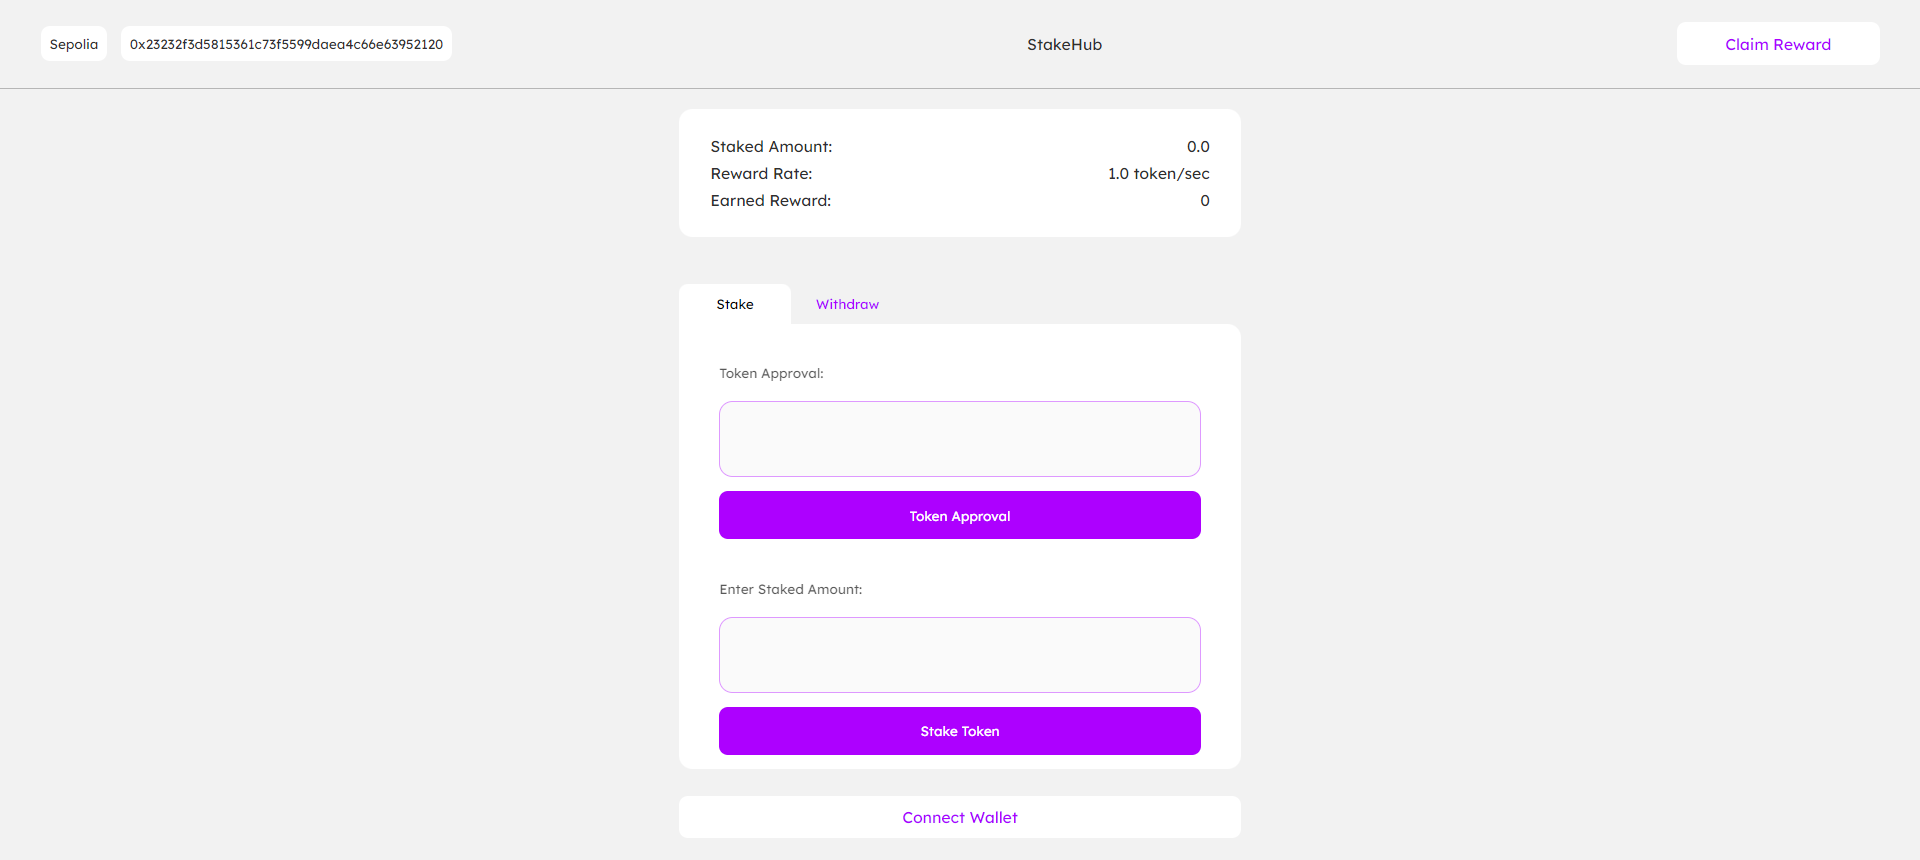 Sepolia 0x23232f3d5815361c73f5599daea4c66e63952120 StakeHub Claim Reward
Staked Amount: 0.0
Reward Rate: 1.0 token/sec
Earned Reward: 0
Stake Withdraw
Token Approval:
Token Approval
Enter Staked Amount:
Stake Token
Connect Wallet